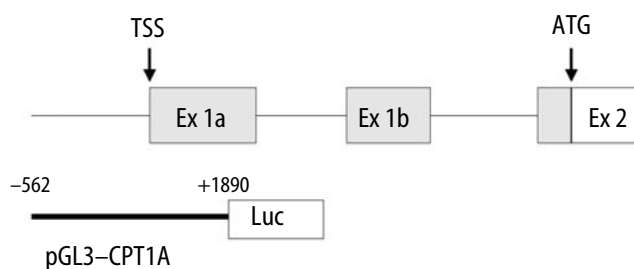 TSS
ATG
Ex 1a
Ex 1b
Ex 2
–562
+1890
Luc
pGL3–CPT1A